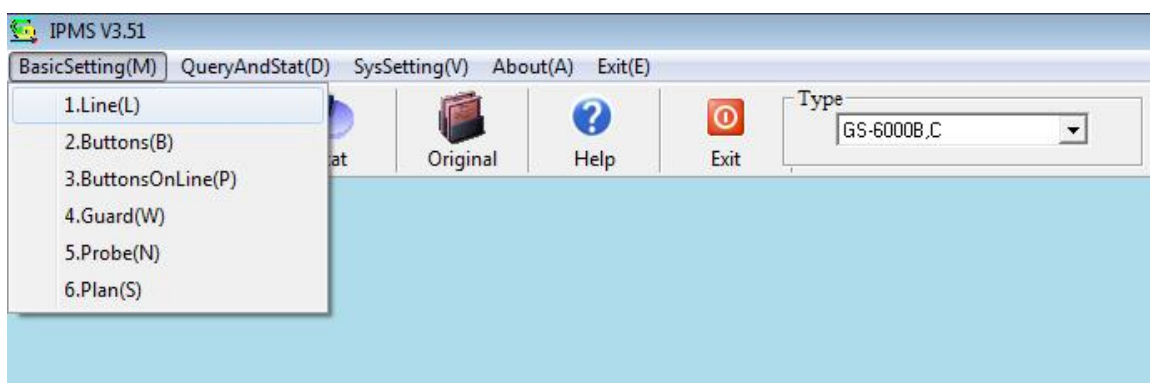 IPMS V3.51
BasicSetting(M) QueryAndStat(D) SysSetting(V) About(A) Exit(E)
1.Line(L)
2.Buttons(B)
3.ButtonsOnLine(P)
4.Guard(W)
5.Probe(N)
6.Plan(S)
Original
Help
Exit
Type
GS-6000B,C